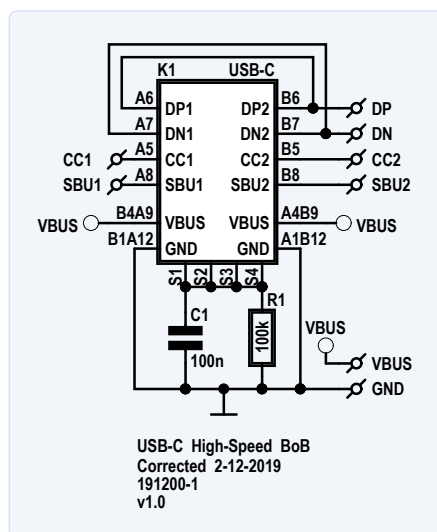 K1 USB-C
A6 DP1 DP2 B6 DP
A7 DN1 DN2 B7 DN
CC1 A5 CC1 CC2 B5 CC2
SBU1 A8 SBU1 SBU2 B8 SBU2
VBUS B4A9 VBUS VBUS A4B9 VBUS
B1A12 GND GND A1B12
S1 S2 S3 S4
C1
100n
R1
100k
VBUS
VBUS
GND
USB-C High-Speed BoB
Corrected 2-12-2019
191200-1
v1.0